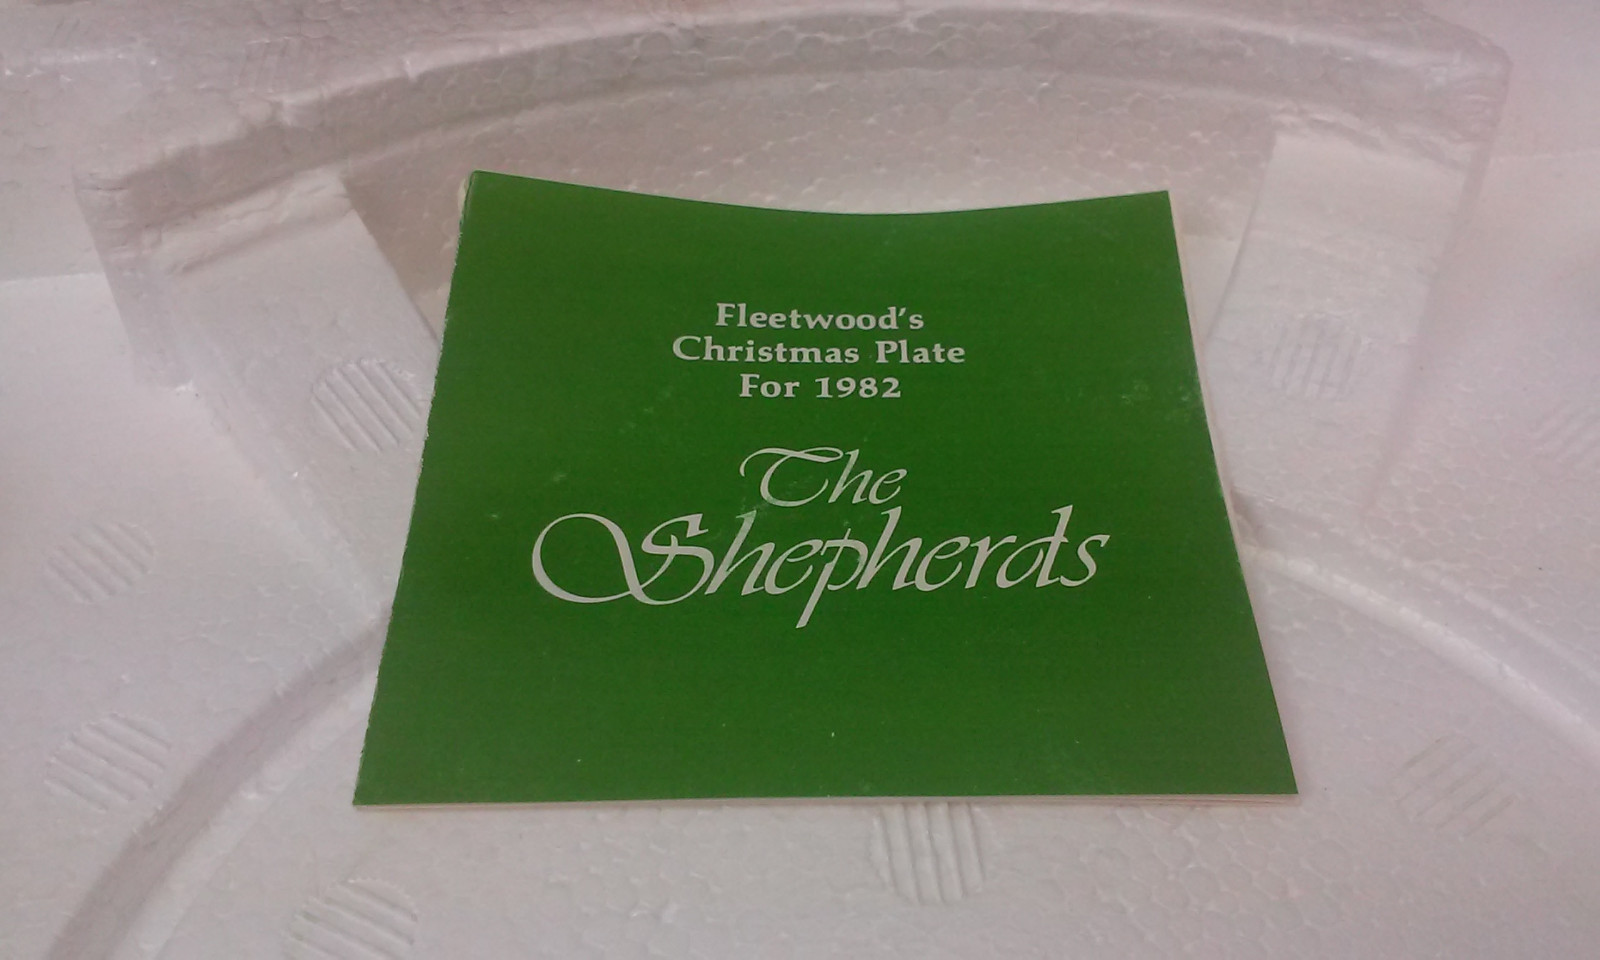 Fleetwood's
Christmas Plate
For 1982
The
Shepherds